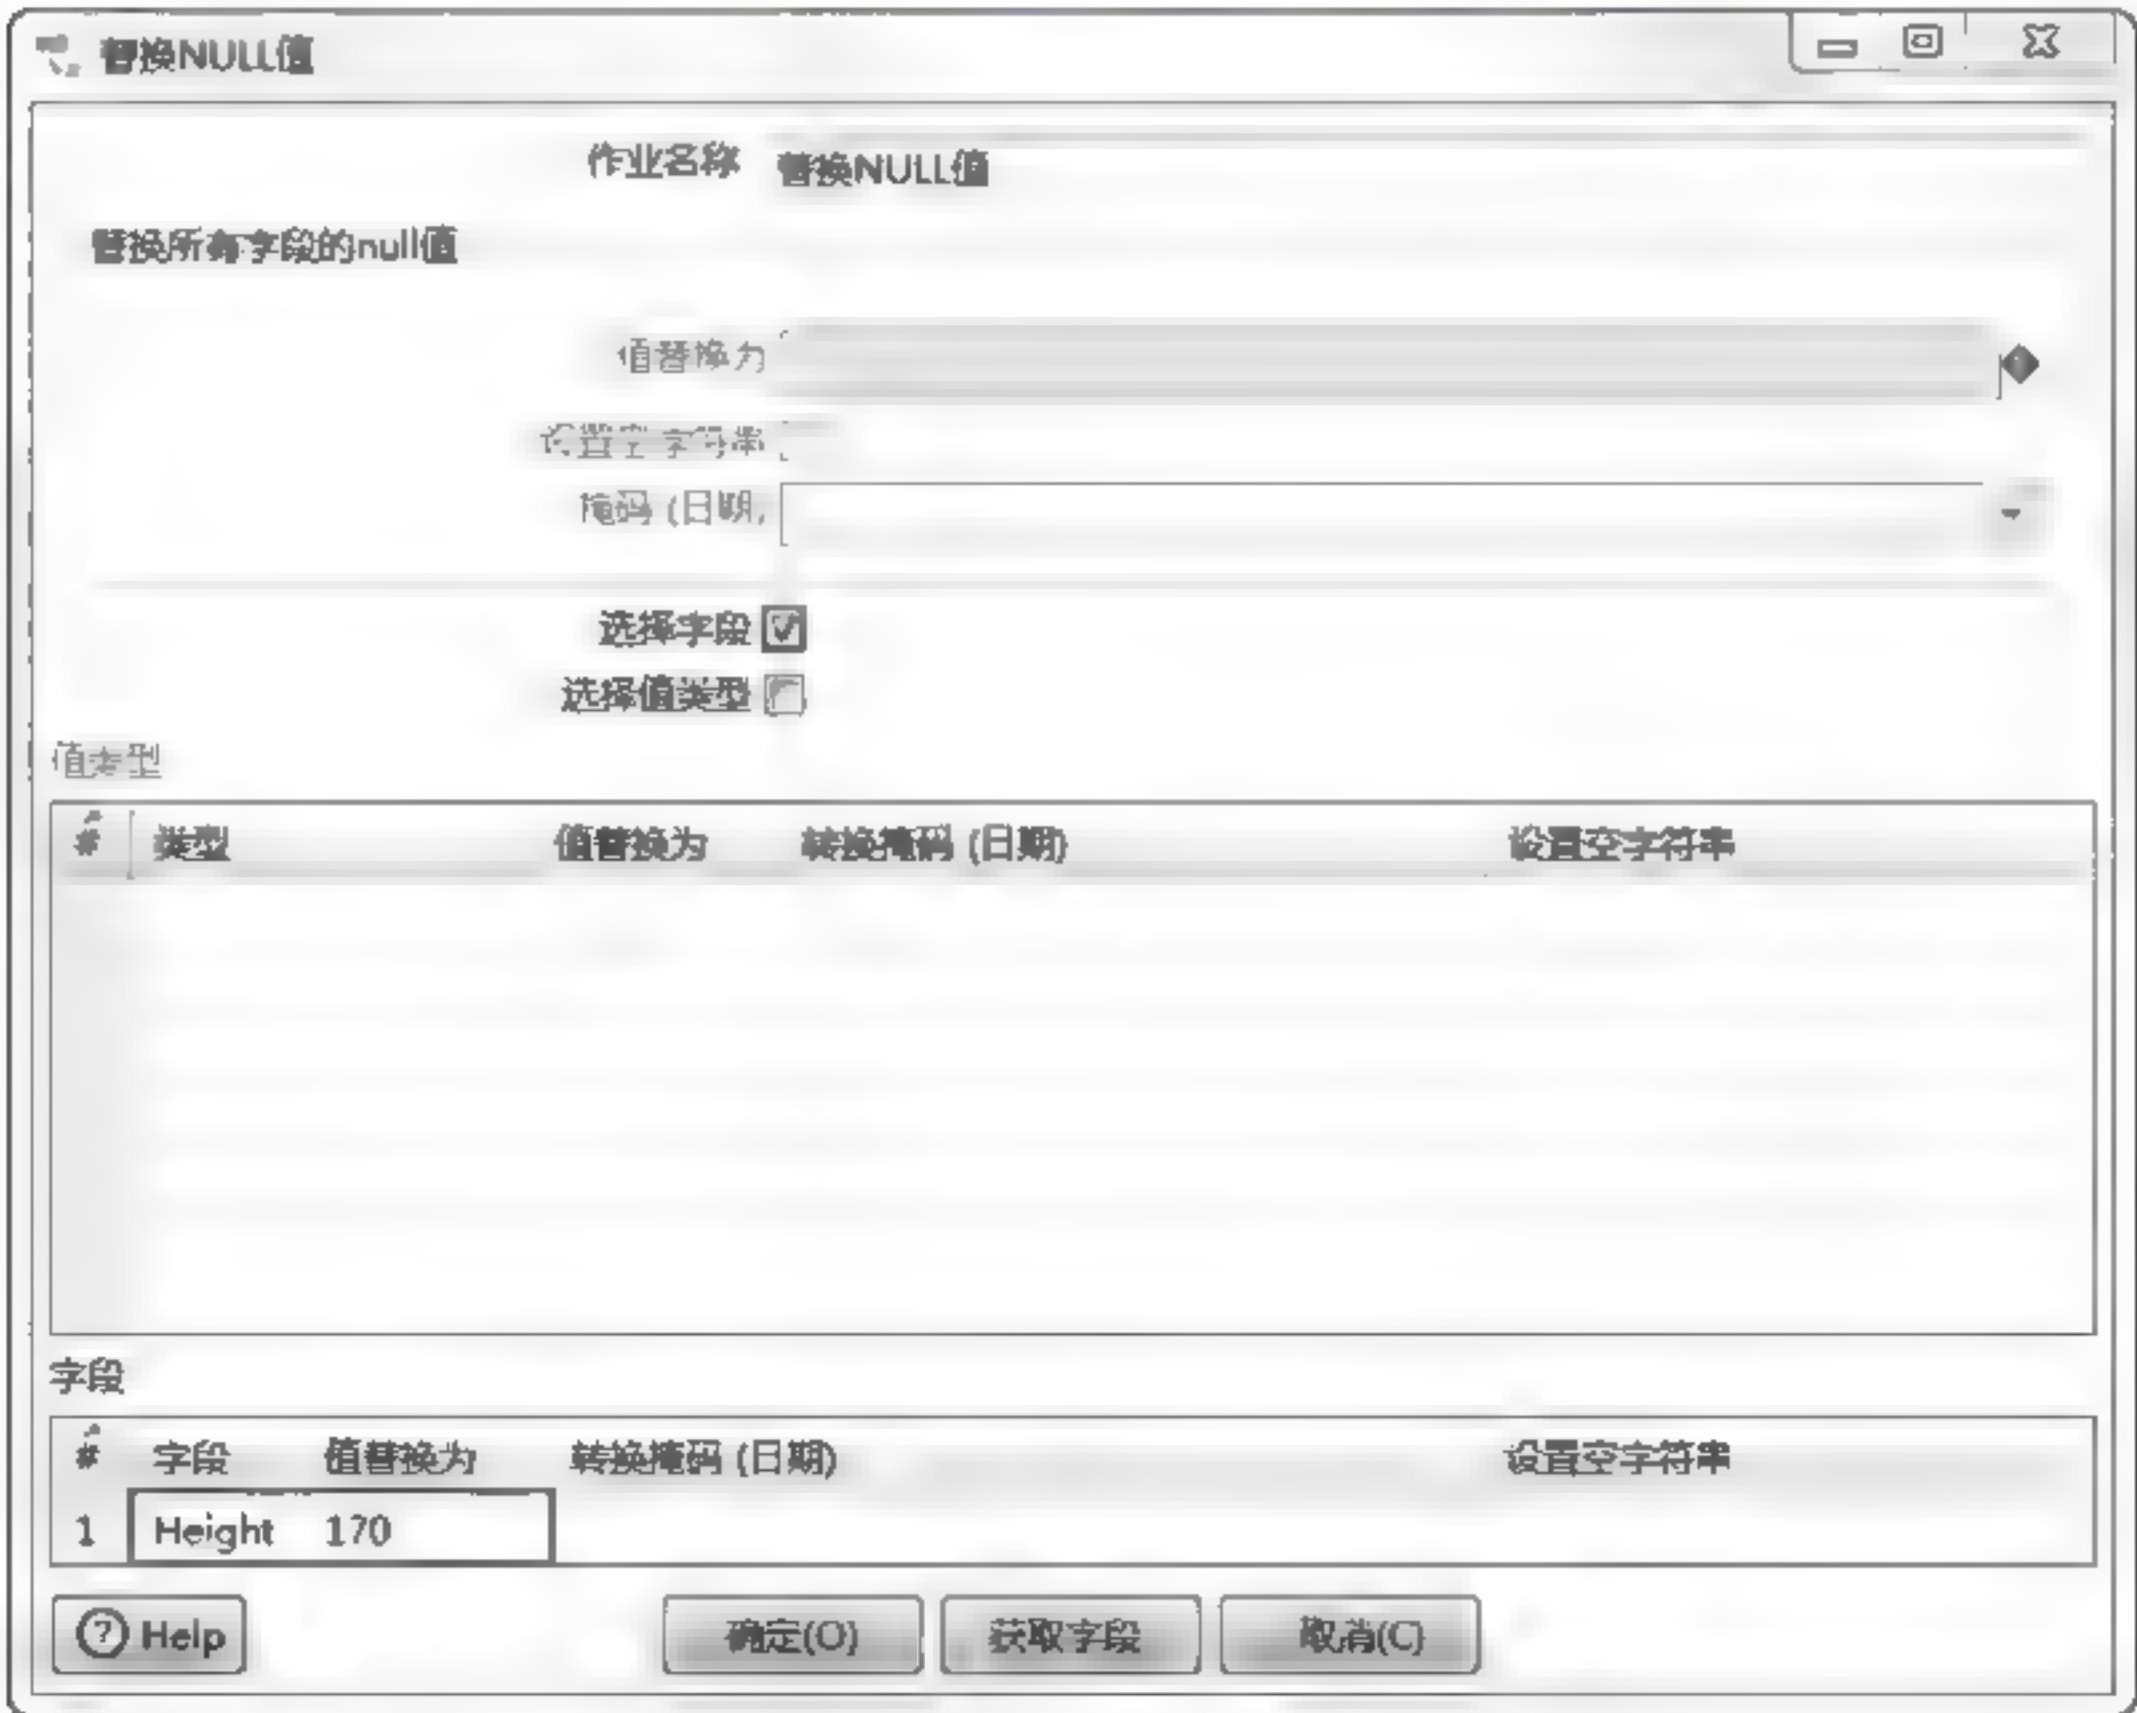 替换NULL值
作业名称 替换NULL值
替换所有字段的null值
值替换为
设置空字符串
掩码 (日期,
选择字段
选择值类型
值类型
# 类型 值替换为 转换掩码 (日期) 设置空字符串
字段
# 字段 值替换为 转换掩码 (日期) 设置空字符串
1 Height 170
Help 确定(O) 获取字段 取消(C)